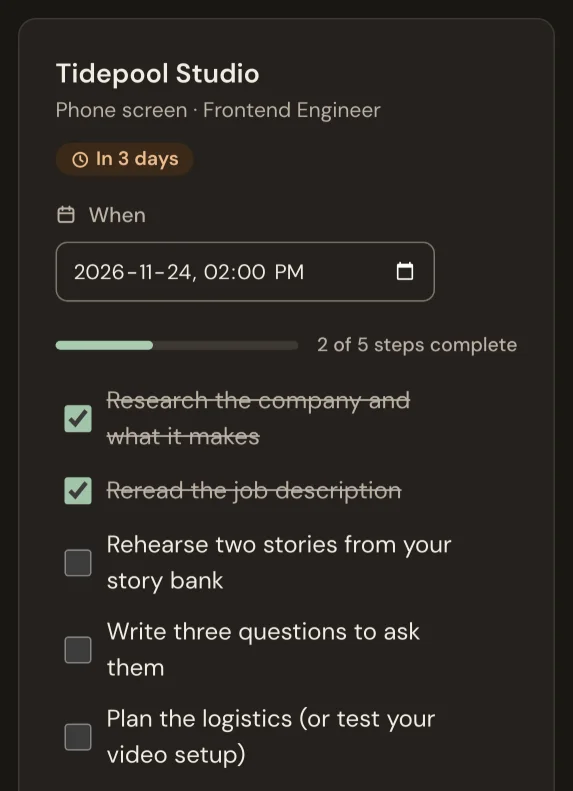 Tidepool Studio
Phone screen · Frontend Engineer
In 3 days
When
2026-11-24, 02:00 PM
2 of 5 steps complete
Research the company and
what it makes
Reread the job description
Rehearse two stories from your
story bank
Write three questions to ask
them
Plan the logistics (or test your
video setup)